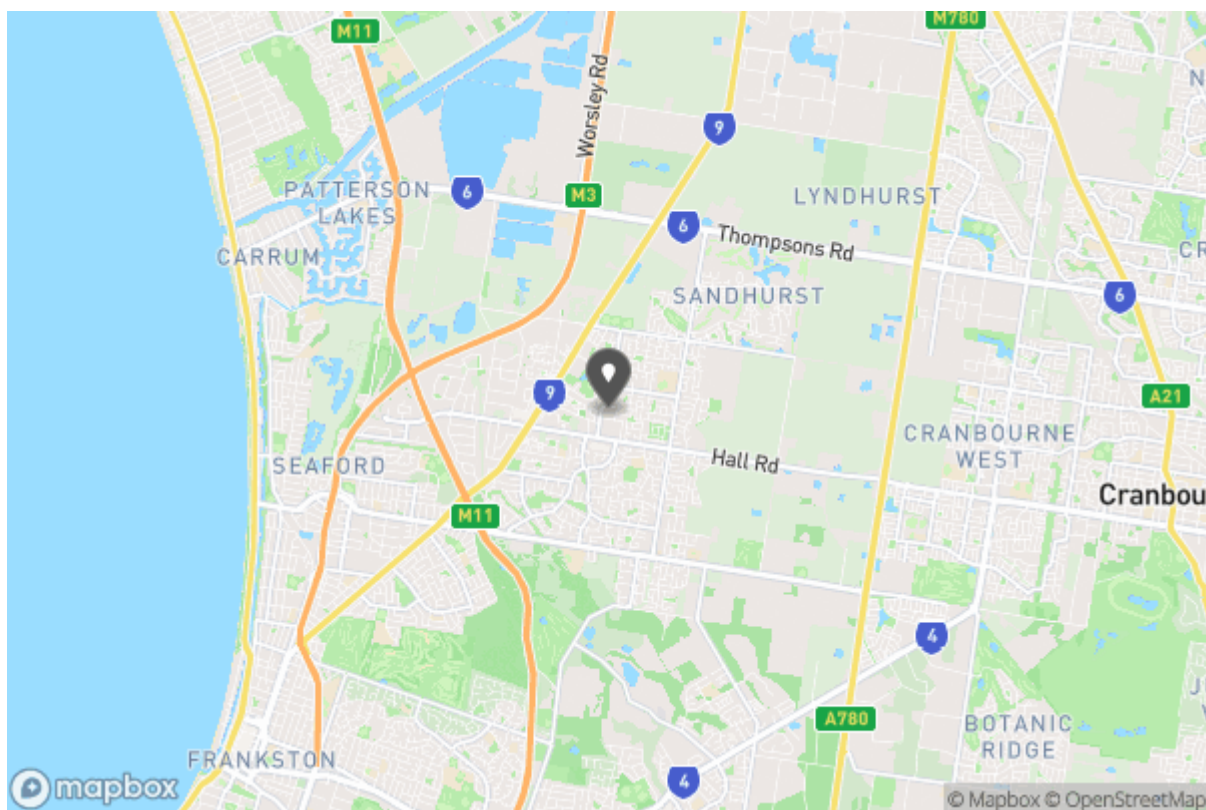 M11
M780
Worsley Rd
N
9
PATTERSON
LAKES
6
M3
LYNDHURST
6
Thompsons Rd
CARRUM
CR
SANDHURST
6
9
A21
SEAFORD
Hall Rd
CRANBOURNE
WEST
Cranbou
M11
4
J
A780
BOTANIC
RIDGE
FRANKSTON
4
mapbox
© Mapbox © OpenStreetMap